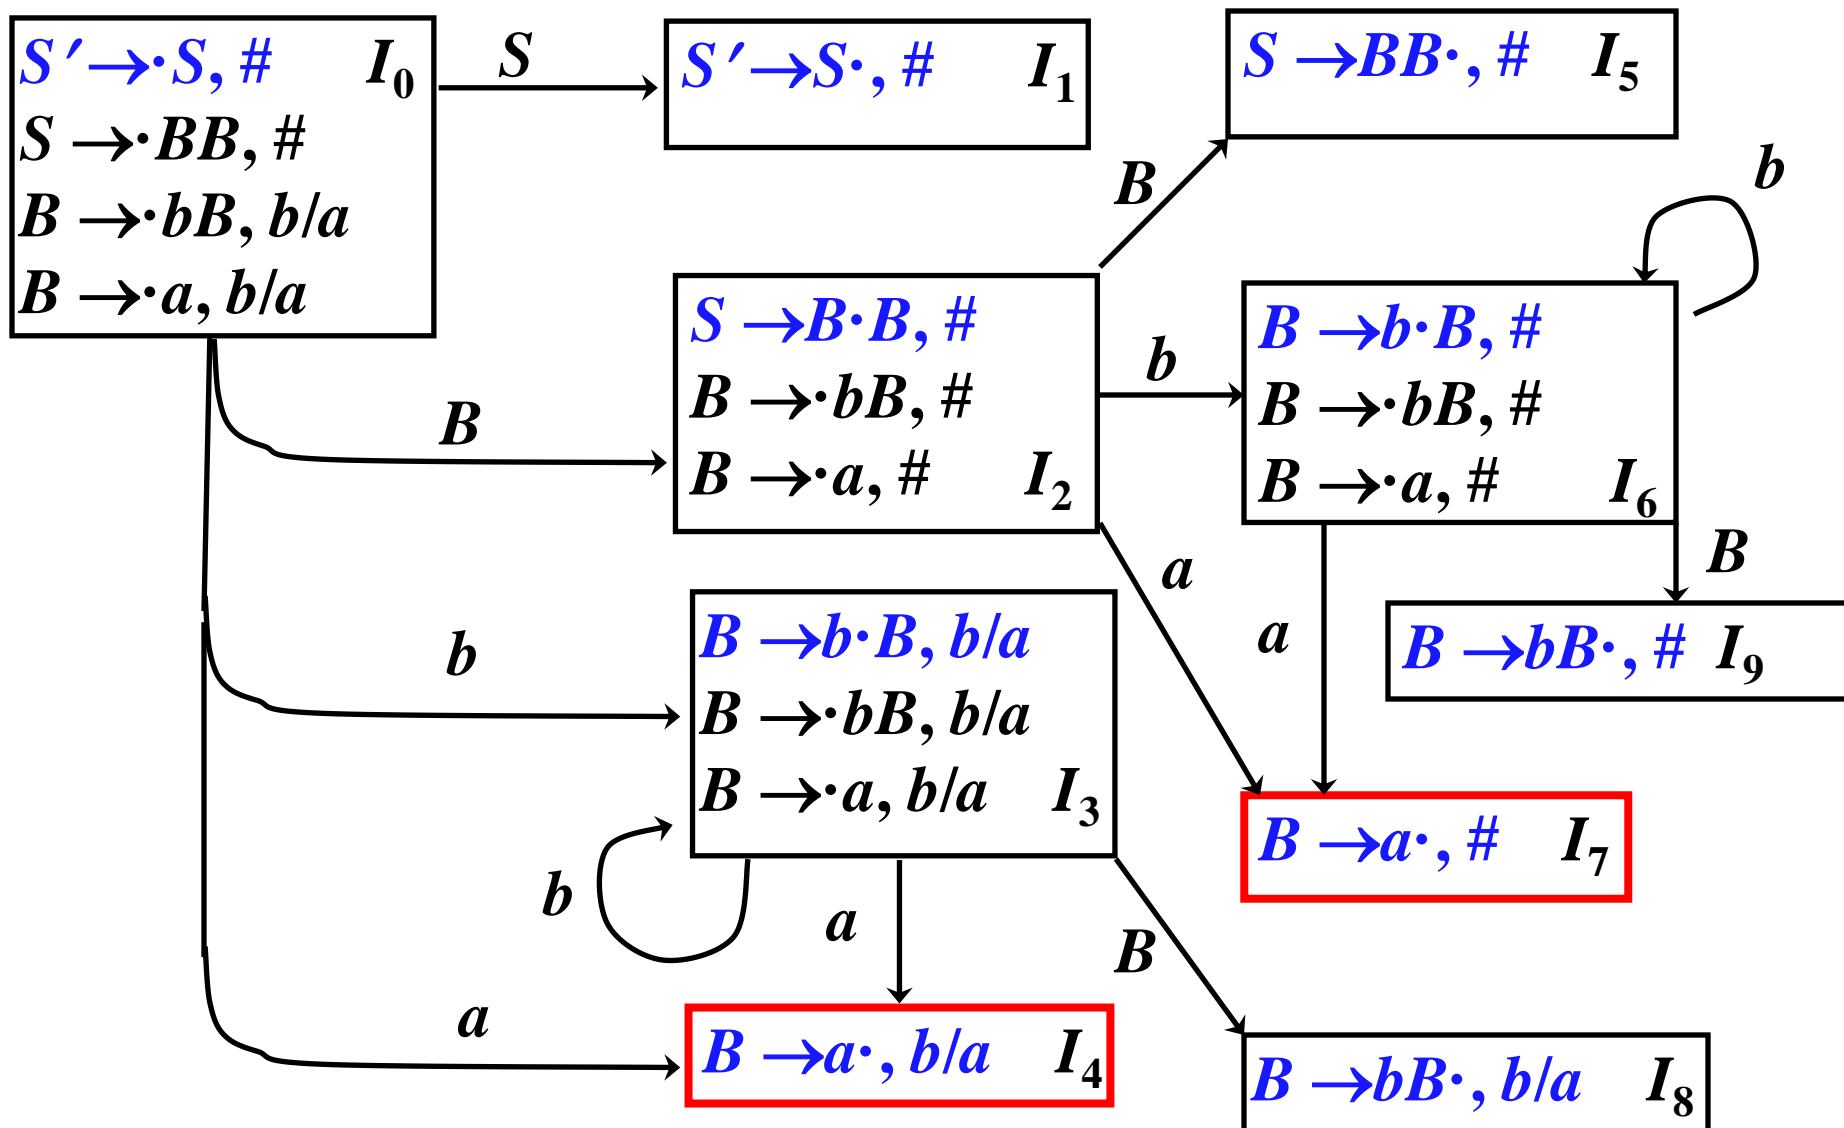 S′→·S, # I0
S→·BB, #
B→·bB, b/a
B→·a, b/a
S
S′→S·, # I1
S→BB·, # I5
B
b
S→B·B, #
B→·bB, #
B→·a, # I2
b
B→b·B, #
B→·bB, #
B→·a, # I6
B
a
B
a
B→bB·, # I9
b
B→b·B, b/a
B→·bB, b/a
B→·a, b/a I3
B→a·, # I7
b
a
B
a
B→a·, b/a I4
B→bB·, b/a I8